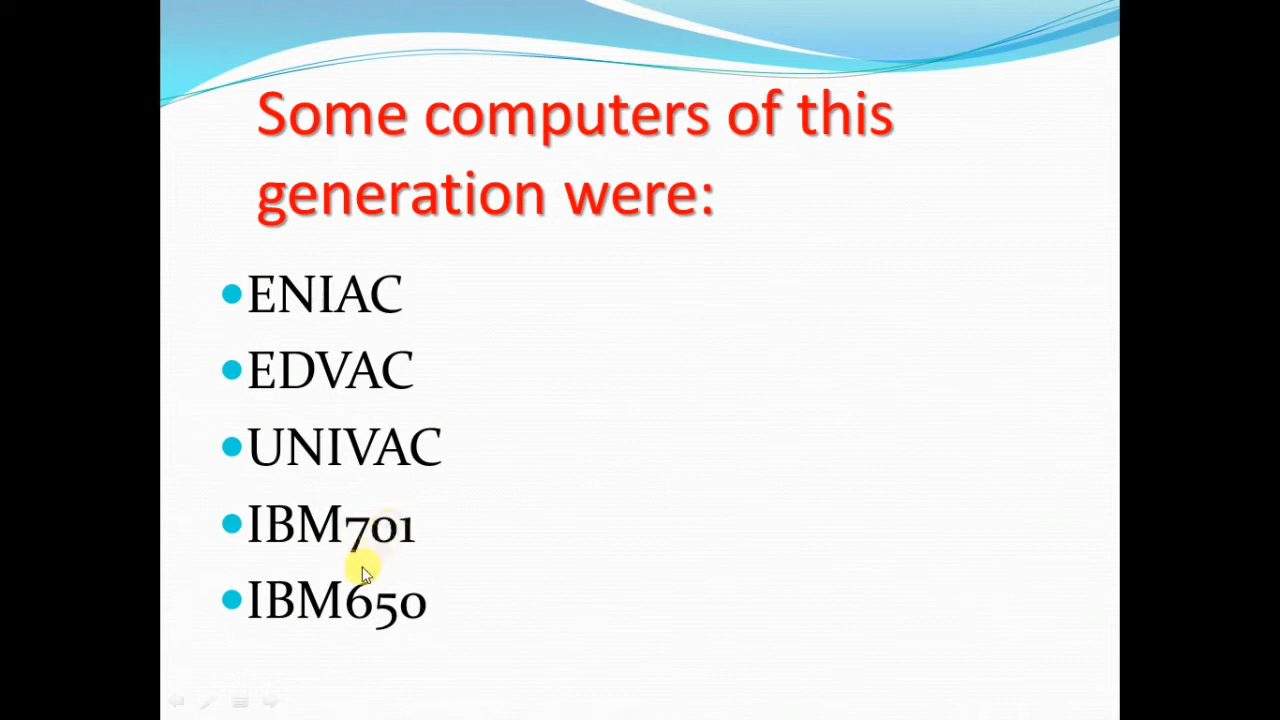 Some computers of this
generation were:
ENIAC
EDVAC
UNIVAC
IBM701
IBM650